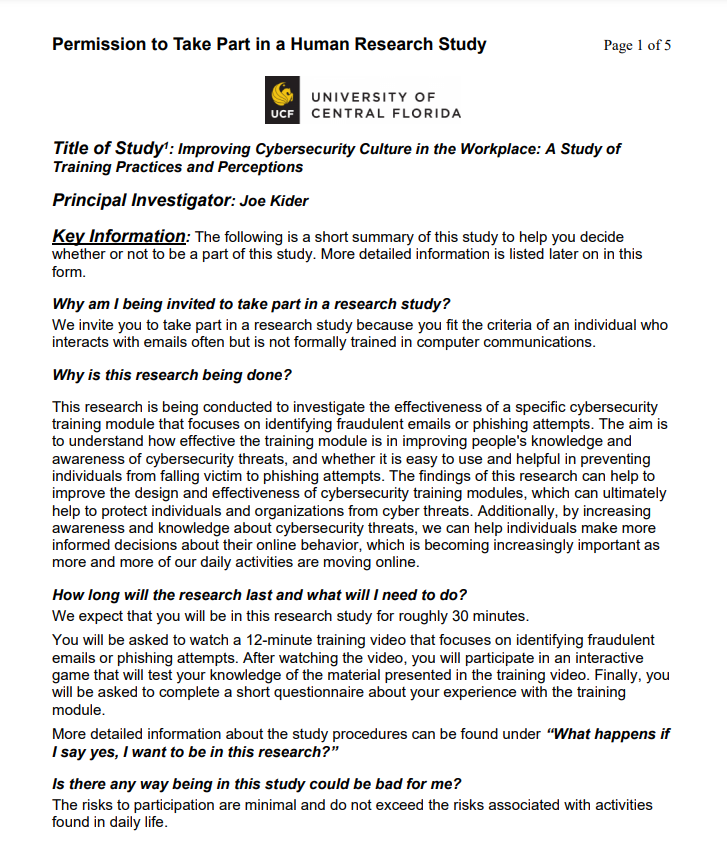 Permission to Take Part in a Human Research Study
Page 1 of 5
UCF
UNIVERSITY OF
CENTRAL FLORIDA
Title of Study¹: Improving Cybersecurity Culture in the Workplace: A Study of
Training Practices and Perceptions
Principal Investigator: Joe Kider
Key Information: The following is a short summary of this study to help you decide
whether or not to be a part of this study. More detailed information is listed later on in this
form.
Why am I being invited to take part in a research study?
We invite you to take part in a research study because you fit the criteria of an individual who
interacts with emails often but is not formally trained in computer communications.
Why is this research being done?
This research is being conducted to investigate the effectiveness of a specific cybersecurity
training module that focuses on identifying fraudulent emails or phishing attempts. The aim is
to understand how effective the training module is in improving people's knowledge and
awareness of cybersecurity threats, and whether it is easy to use and helpful in preventing
individuals from falling victim to phishing attempts. The findings of this research can help to
improve the design and effectiveness of cybersecurity training modules, which can ultimately
help to protect individuals and organizations from cyber threats. Additionally, by increasing
awareness and knowledge about cybersecurity threats, we can help individuals make more
informed decisions about their online behavior, which is becoming increasingly important as
more and more of our daily activities are moving online.
How long will the research last and what will I need to do?
We expect that you will be in this research study for roughly 30 minutes.
You will be asked to watch a 12-minute training video that focuses on identifying fraudulent
emails or phishing attempts. After watching the video, you will participate in an interactive
game that will test your knowledge of the material presented in the training video. Finally, you
will be asked to complete a short questionnaire about your experience with the training
module.
More detailed information about the study procedures can be found under “What happens if
I say yes, I want to be in this research?”
Is there any way being in this study could be bad for me?
The risks to participation are minimal and do not exceed the risks associated with activities
found in daily life.